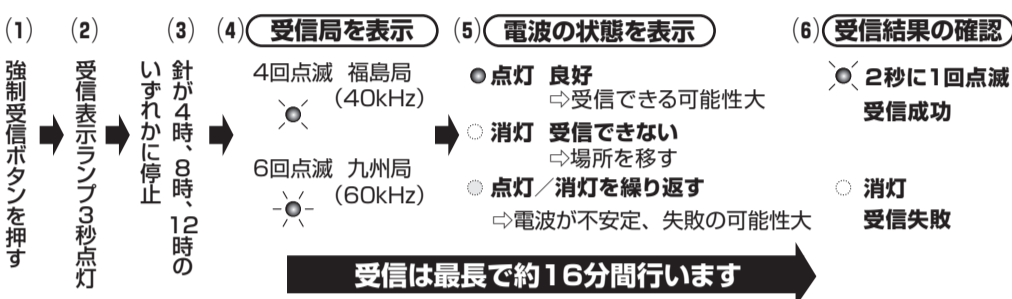 (1)
強制受信ボタンを押す
(2)
受信表示ランプ3秒点灯
(3)
針が4時、8時、12時の
いずれかに停止
(4) 受信局を表示
4回点滅 福島局
(40kHz)
6回点滅 九州局
(60kHz)
(5) 電波の状態を表示
点灯 良好
⇨受信できる可能性大
消灯 受信できない
⇨場所を移す
点灯/消灯を繰り返す
⇨電波が不安定、失敗の可能性大
(6) 受信結果の確認
2秒に1回点滅
受信成功
消灯
受信失敗
受信は最長で約16分間行います